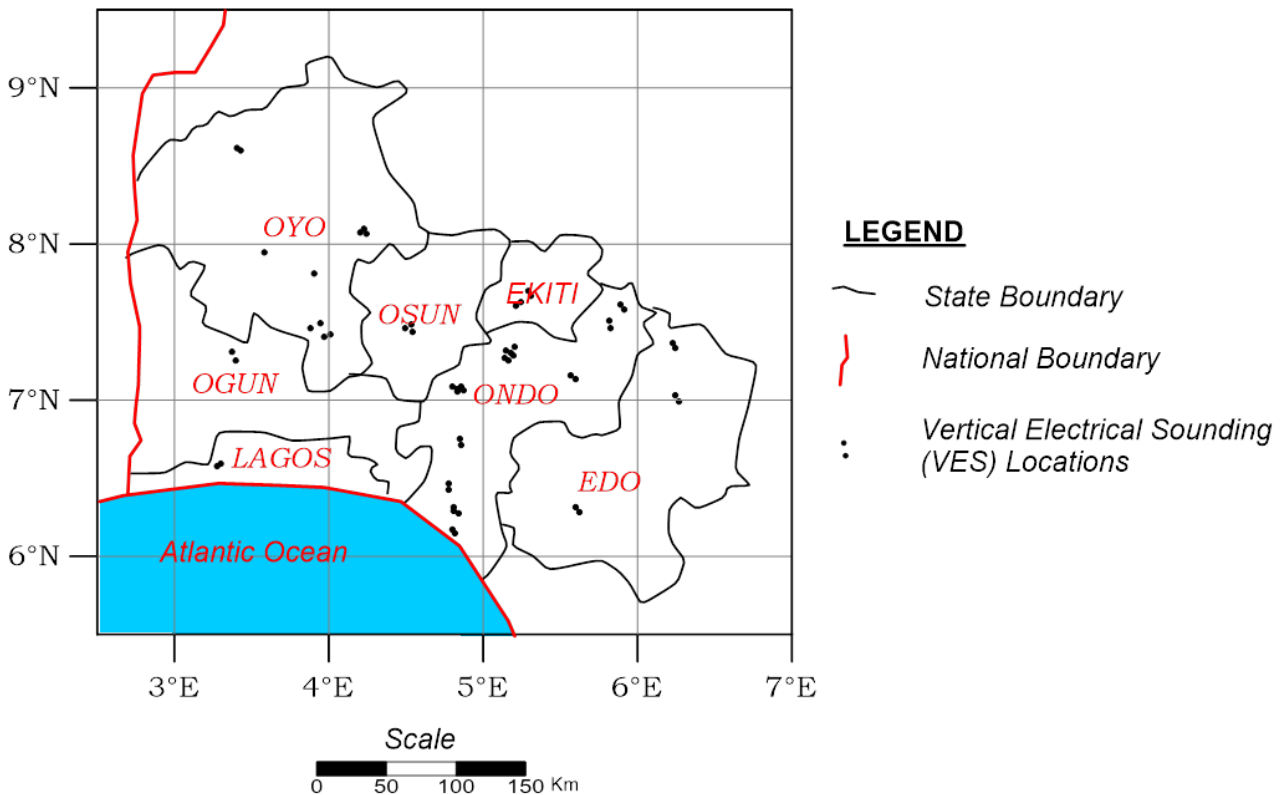 9°N
8°N
7°N
6°N
3°E
4°E
5°E
6°E
7°E
OYO
OSUN
EKITI
OGUN
ONDO
LAGOS
EDO
Atlantic Ocean
LEGEND
State Boundary
National Boundary
Vertical Electrical Sounding
(VES) Locations
Scale
0 50 100 150 Km